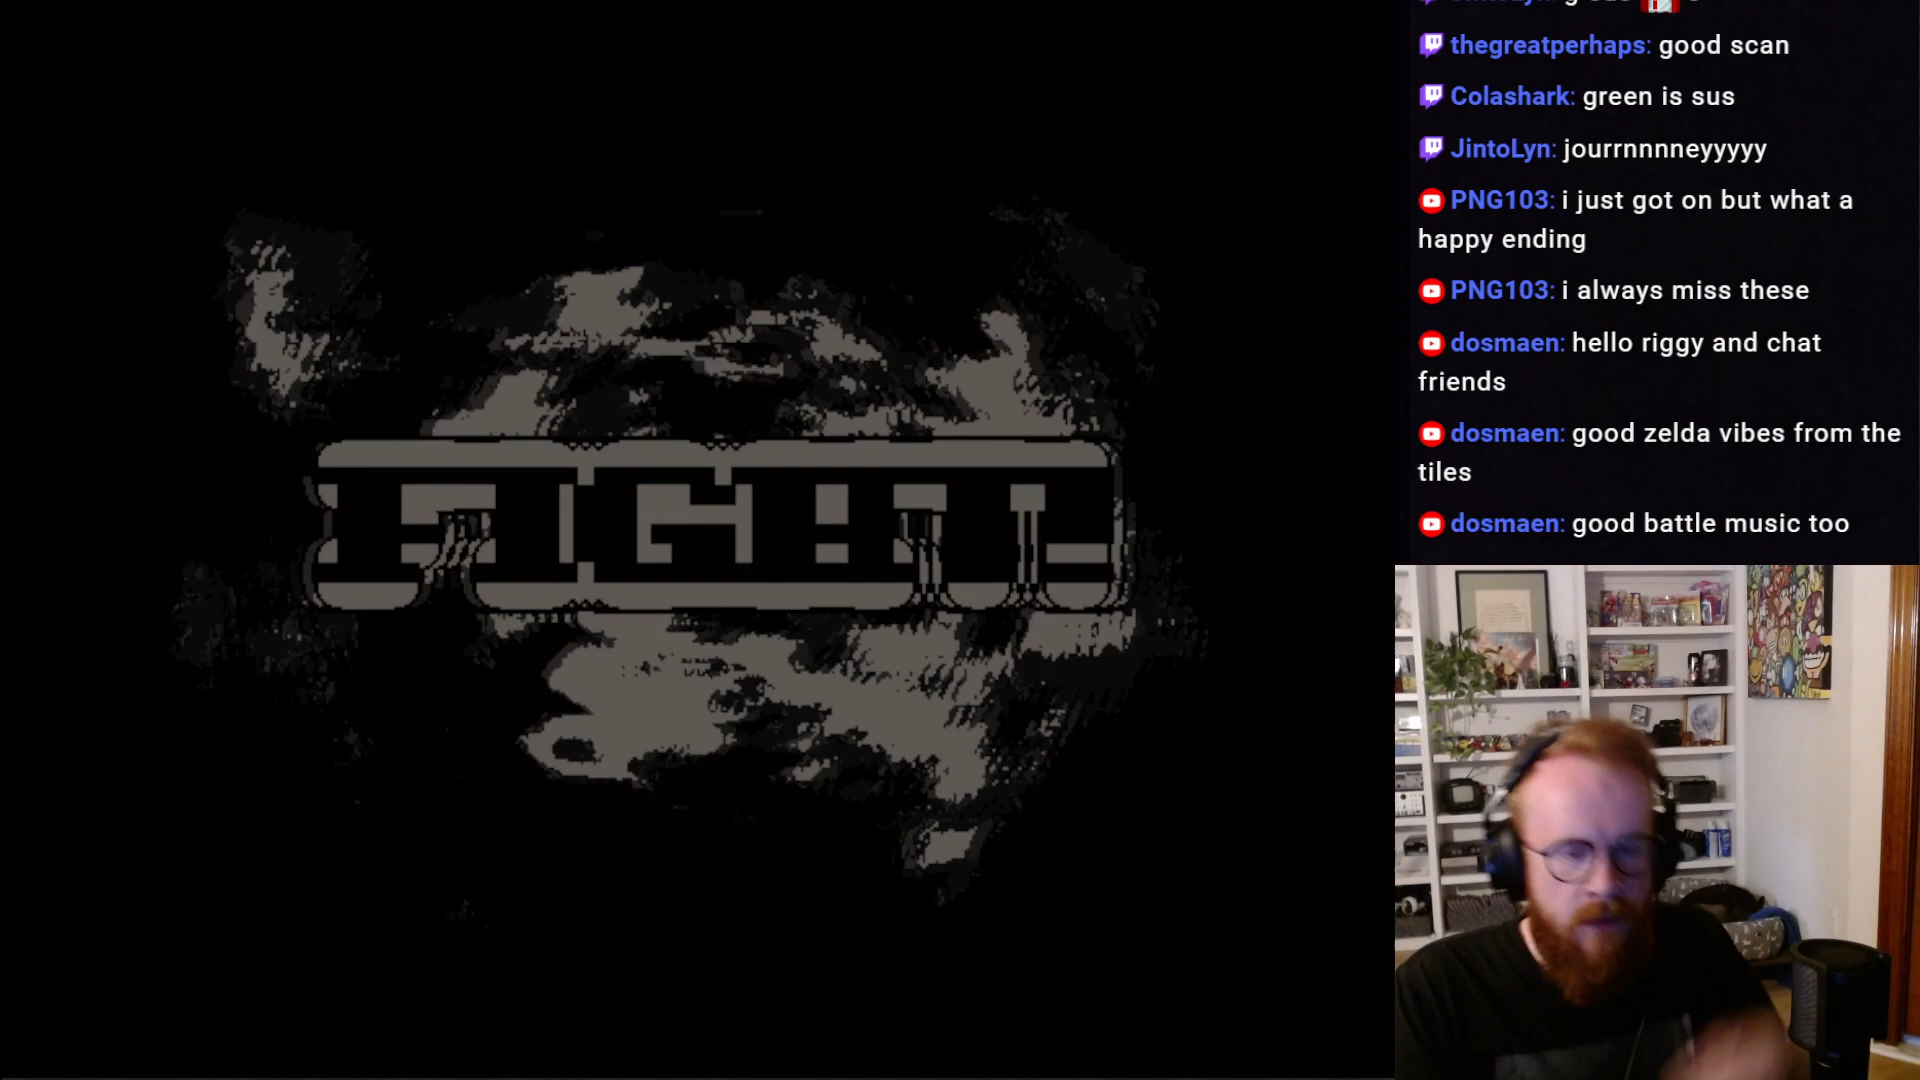 thegreatperhaps: good scan
Colashark: green is sus
JintoLyn: jourrnnnneyyyyy
PNG103: i just got on but what a
happy ending
PNG103: i always miss these
dosmaen: hello riggy and chat
friends
dosmaen: good zelda vibes from the
tiles
dosmaen: good battle music too
FIGHT